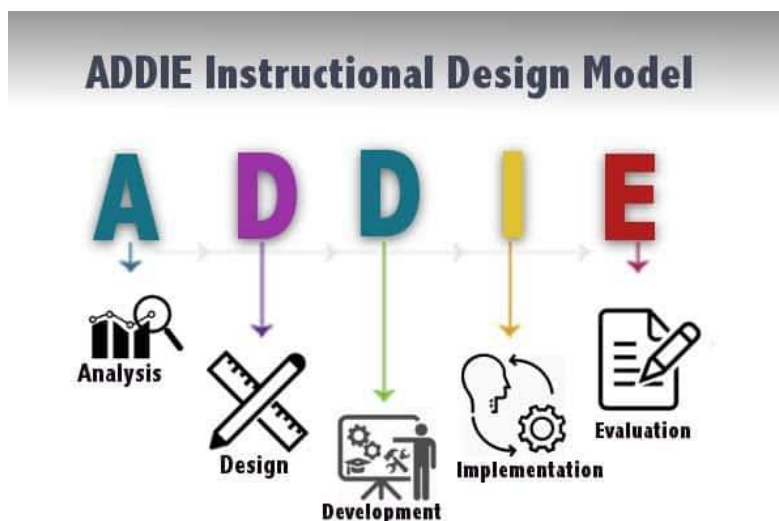 ADDIE Instructional Design Model
A D D I E
Analysis
Design
Development
Implementation
Evaluation